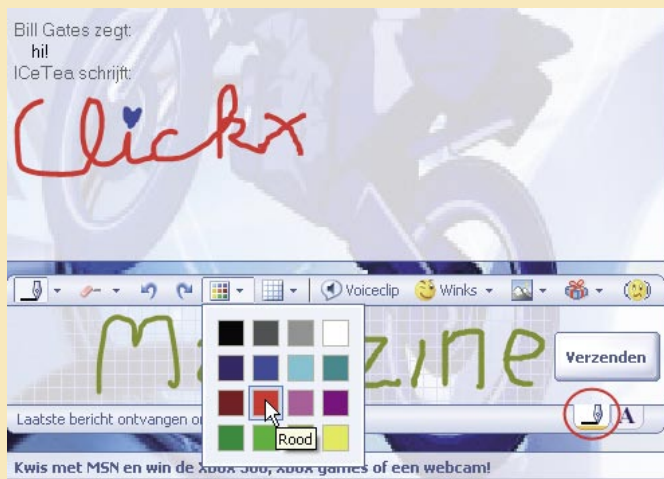 Bill Gates zegt:
hi!
ICeTea schrijft:
Clickx
Voiceclip Winks
Verzenden
Laatste bericht ontvangen
A
Rood
Kwis met MSN en win de Xbox 360, Xbox games of een webcam!